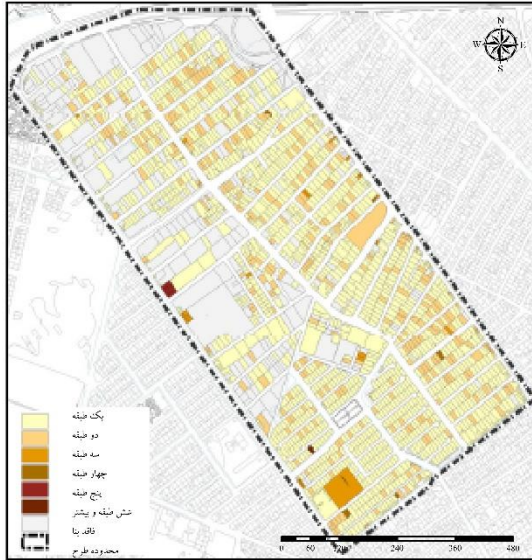 N
W E
S
یک طبقه
دو طبقه
سه طبقه
چهار طبقه
پنج طبقه
شش طبقه و بیشتر
فاقد بنا
محدوده طرح
0 60 120 240 360 480